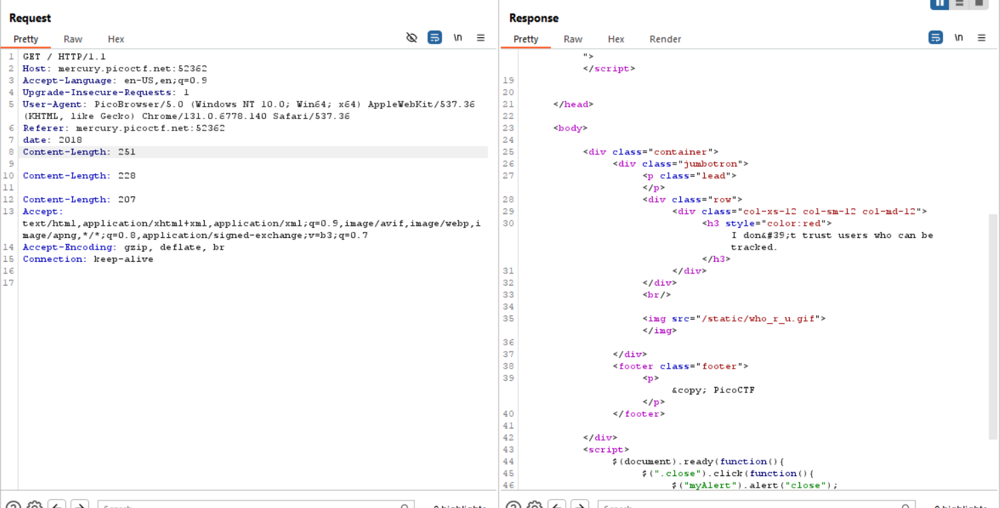 Request
Pretty Raw Hex \n
1 GET / HTTP/1.1
2 Host: mercury.picoctf.net:52362
3 Accept-Language: en-US,en;q=0.9
4 Upgrade-Insecure-Requests: 1
5 User-Agent: PicoBrowser/5.0 (Windows NT 10.0; Win64; x64) AppleWebKit/537.36
(KHTML, like Gecko) Chrome/131.0.6778.140 Safari/537.36
6 Referer: mercury.picoctf.net:52362
7 date: 2018
8 Content-Length: 251
9
10 Content-Length: 228
11
12 Content-Length: 207
13 Accept:
text/html,application/xhtml+xml,application/xml;q=0.9,image/avif,image/webp,i
mage/apng,*/*;q=0.8,application/signed-exchange;v=b3;q=0.7
14 Accept-Encoding: gzip, deflate, br
15 Connection: keep-alive
16
17
Response
Pretty Raw Hex Render \n
">
</script>
19
20
21 </head>
22
23 <body>
24
25 <div class="container">
26 <div class="jumbotron">
27 <p class="lead">
</p>
28 <div class="row">
29 <div class="col-xs-12 col-sm-12 col-md-12">
30 <h3 style="color:red">
I don&#39;t trust users who can be
tracked.
</h3>
31 </div>
32 </div>
33 <br/>
34
35 <img src="/static/who_r_u.gif">
</img>
36
37 </div>
38 <footer class="footer">
39 <p>
&copy; PicoCTF
</p>
40 </footer>
41
42 </div>
43 <script>
44 $(document).ready(function(){
45 $(".close").click(function(){
46 $("myAlert").alert("close");